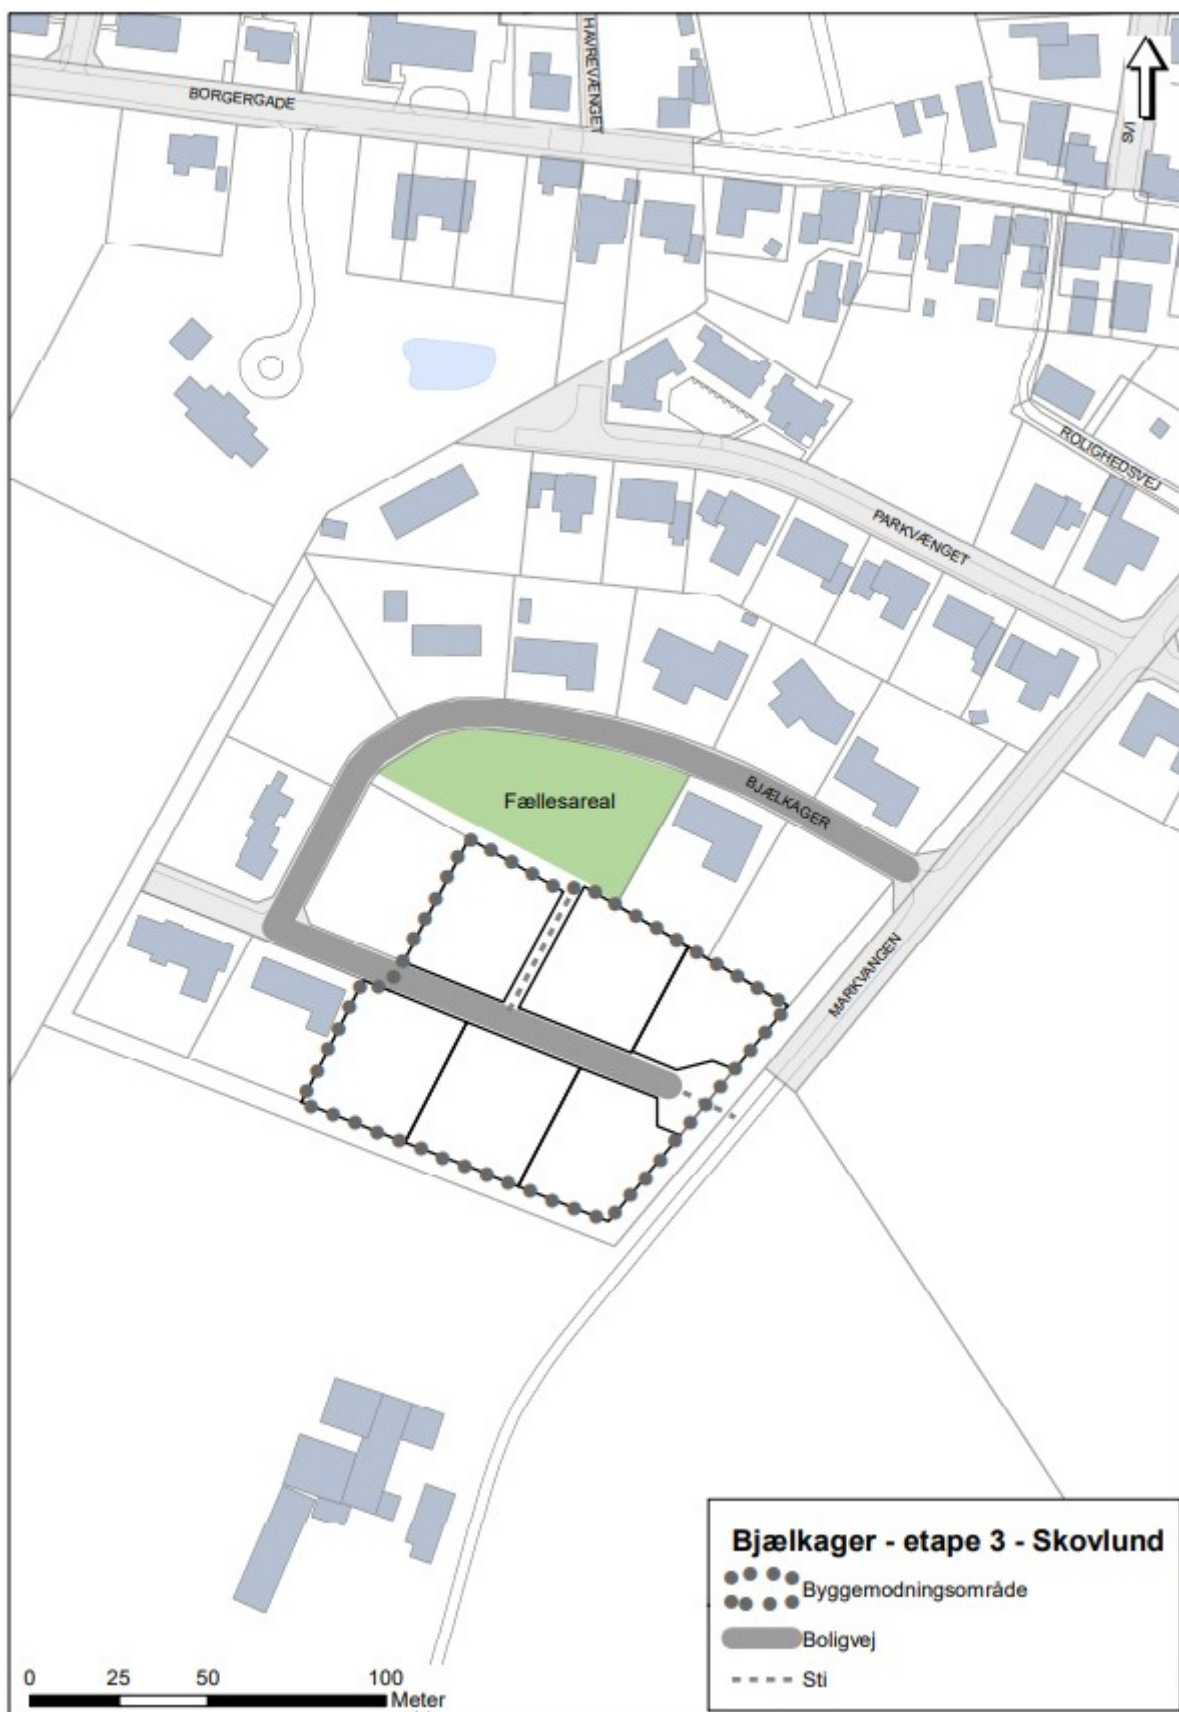 HAVREVÆNGET
BORGERGADE
SVI
ROLIGHEDSVEJ
PARKVÆNGET
BJÆLKAGER
Fællesareal
MARKVANGEN
Bjælkager - etape 3 - Skovlund
Byggemodningsområde
Boligvej
Sti
0 25 50 100
Meter